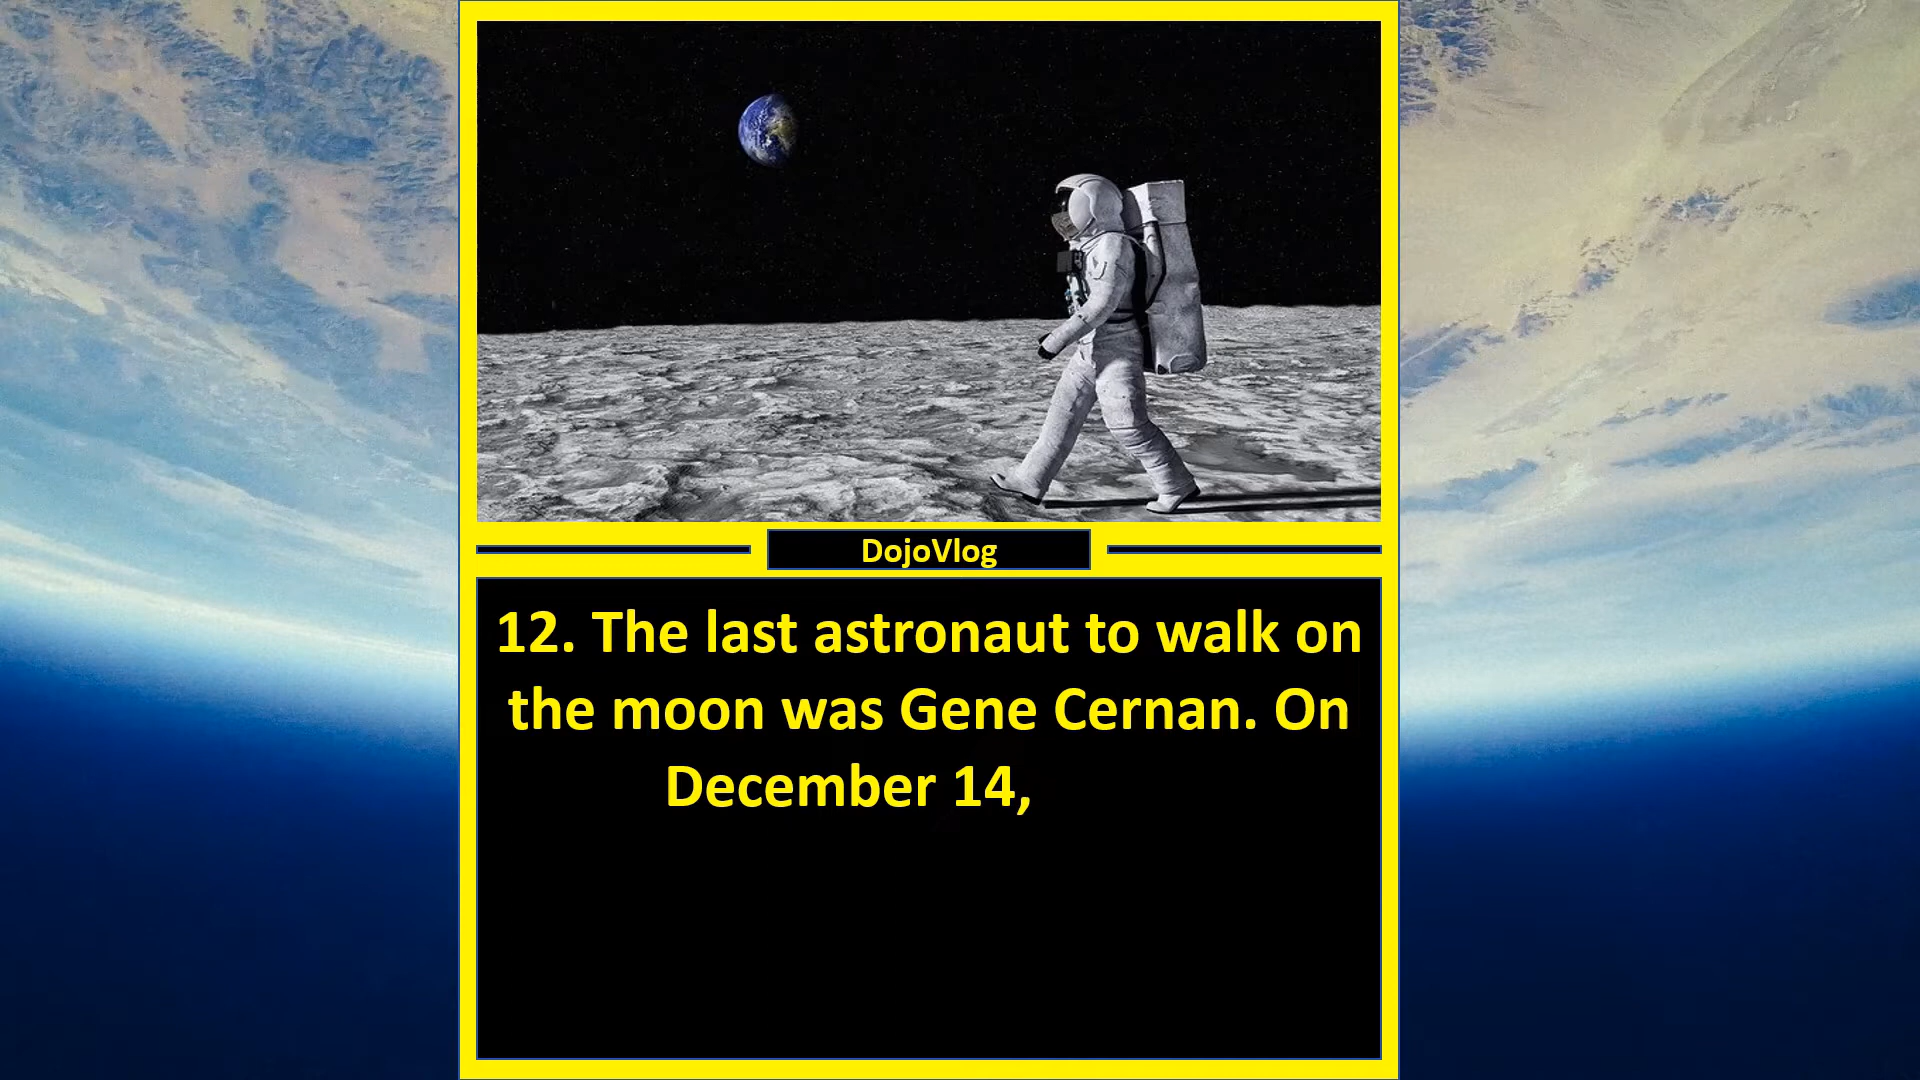 DojoVlog
12. The last astronaut to walk on
the moon was Gene Cernan. On
December 14,